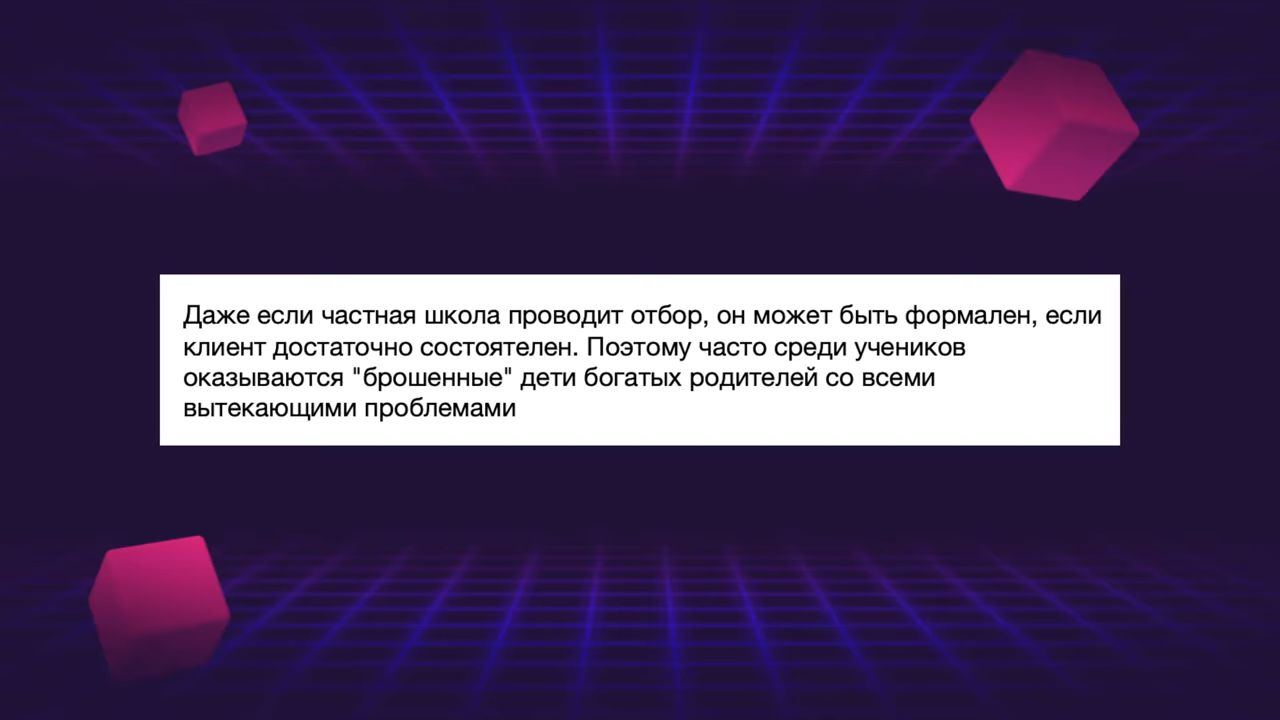 Даже если частная школа проводит отбор, он может быть формален, если
клиент достаточно состоятелен. Поэтому часто среди учеников
оказываются "брошенные" дети богатых родителей со всеми
вытекающими проблемами